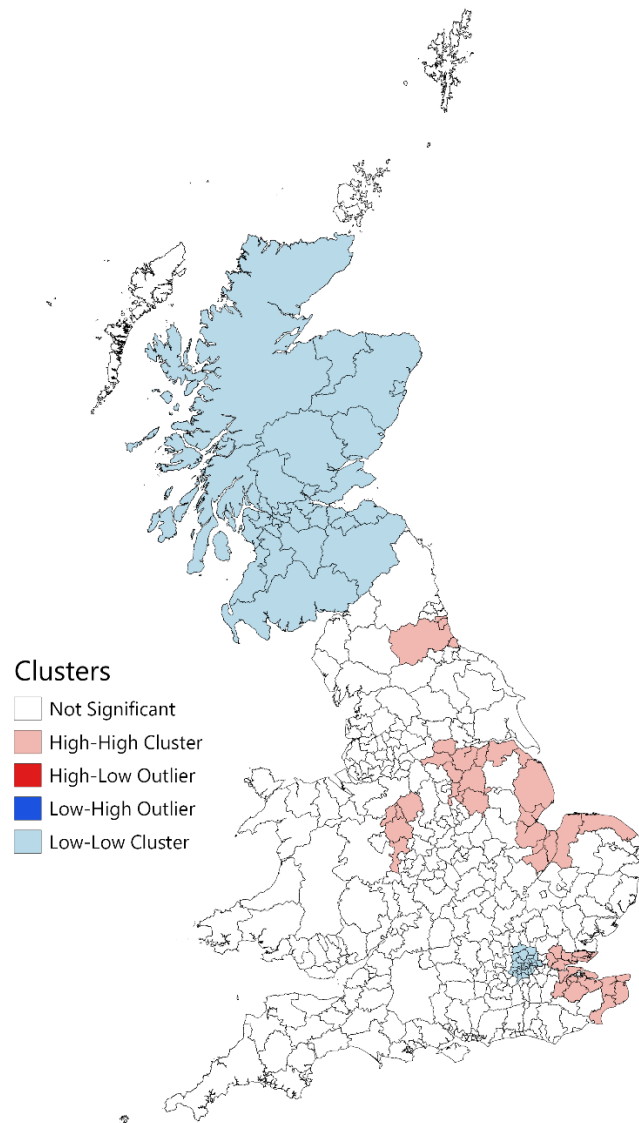 Clusters
Not Significant
High-High Cluster
High-Low Outlier
Low-High Outlier
Low-Low Cluster